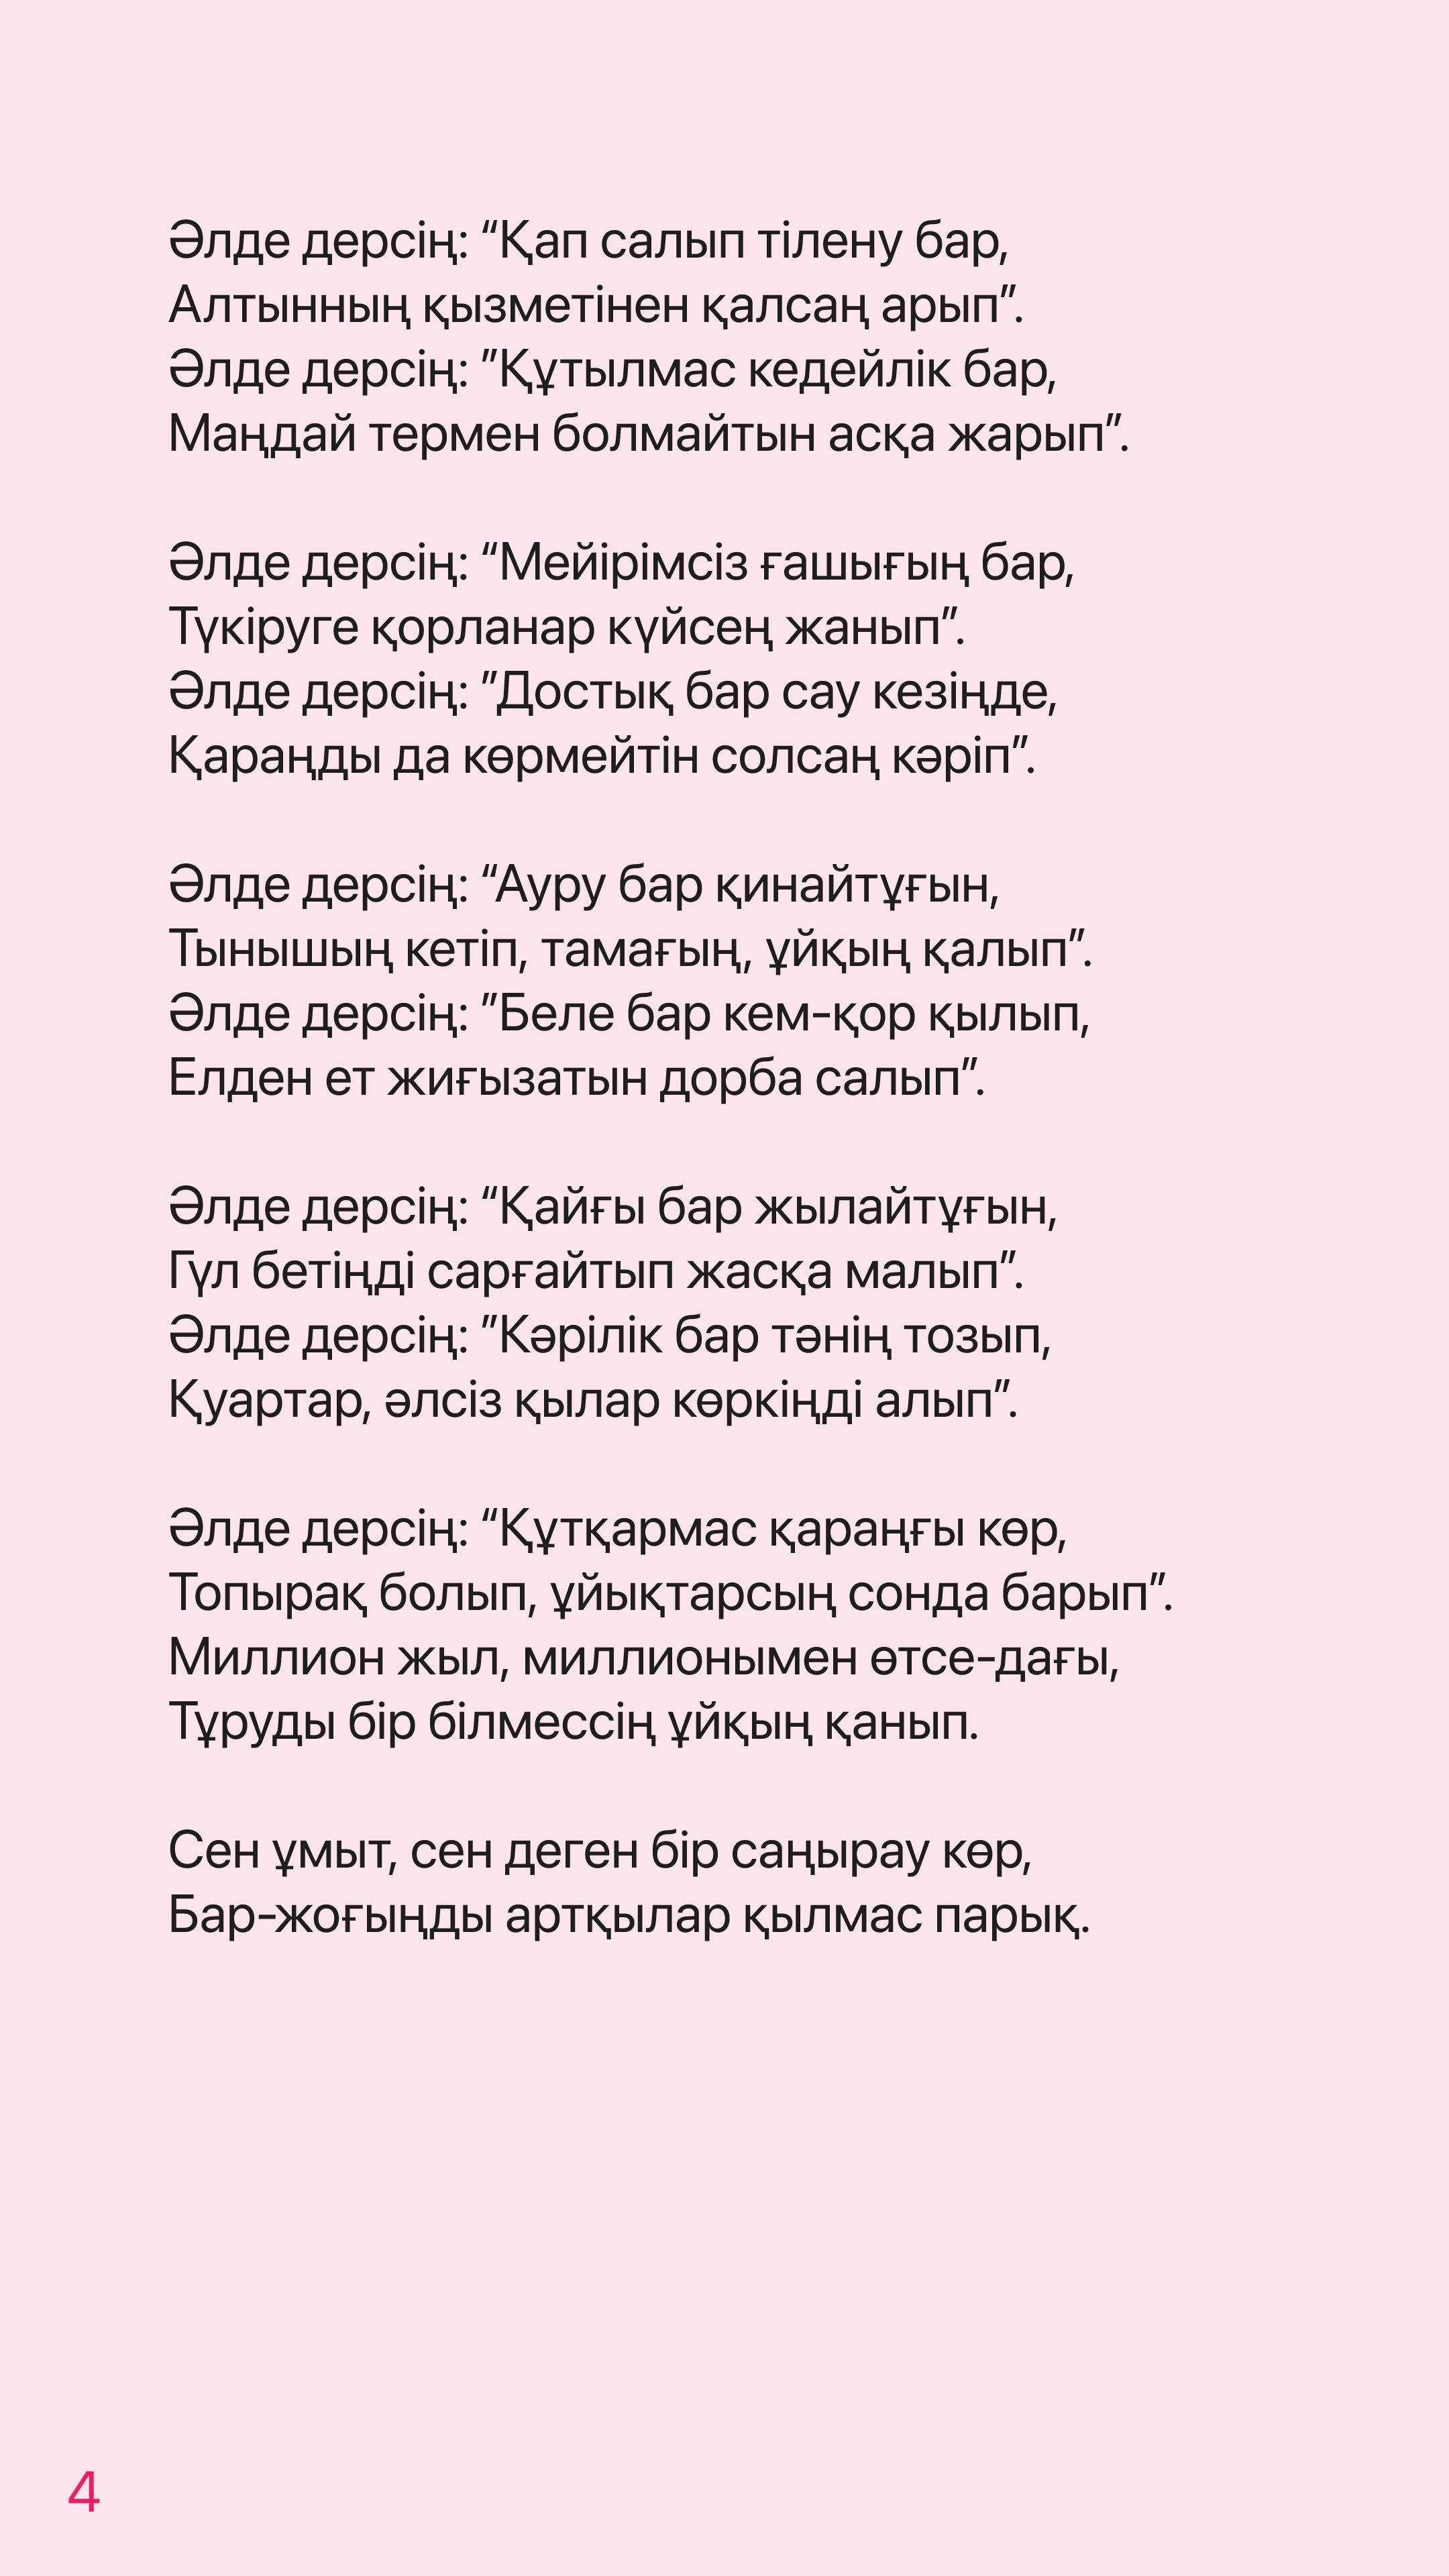 Әлде дерсің: “Қап салып тілену бар,
Алтынның қызметінен қалсаң арып”.
Әлде дерсің: ”Құтылмас кедейлік бар,
Маңдай термен болмайтын асқа жарып”.
Әлде дерсің: “Мейірімсіз ғашығың бар,
Түкіруге қорланар күйсең жанып”.
Әлде дерсің: ”Достық бар сау кезіңде,
Қараңды да көрмейтін солсаң кәріп”.
Әлде дерсің: “Ауру бар қинайтұғын,
Тынышың кетіп, тамағың, ұйқың қалып”.
Әлде дерсің: ”Беле бар кем-қор қылып,
Елден ет жиғызатын дорба салып”.
Әлде дерсің: “Қайғы бар жылайтұғын,
Гүл бетіңді сарғайтып жасқа малып”.
Әлде дерсің: ”Кәрілік бар тәнің тозып,
Қуартар, әлсіз қылар көркіңді алып”.
Әлде дерсің: “Құтқармас қараңғы көр,
Топырақ болып, ұйықтарсың сонда барып”.
Миллион жыл, миллионымен өтсе-дағы,
Тұруды бір білмессің ұйқың қанып.
Сен ұмыт, сен деген бір саңырау көр,
Бар-жоғыңды артқылар қылмас парық.
4